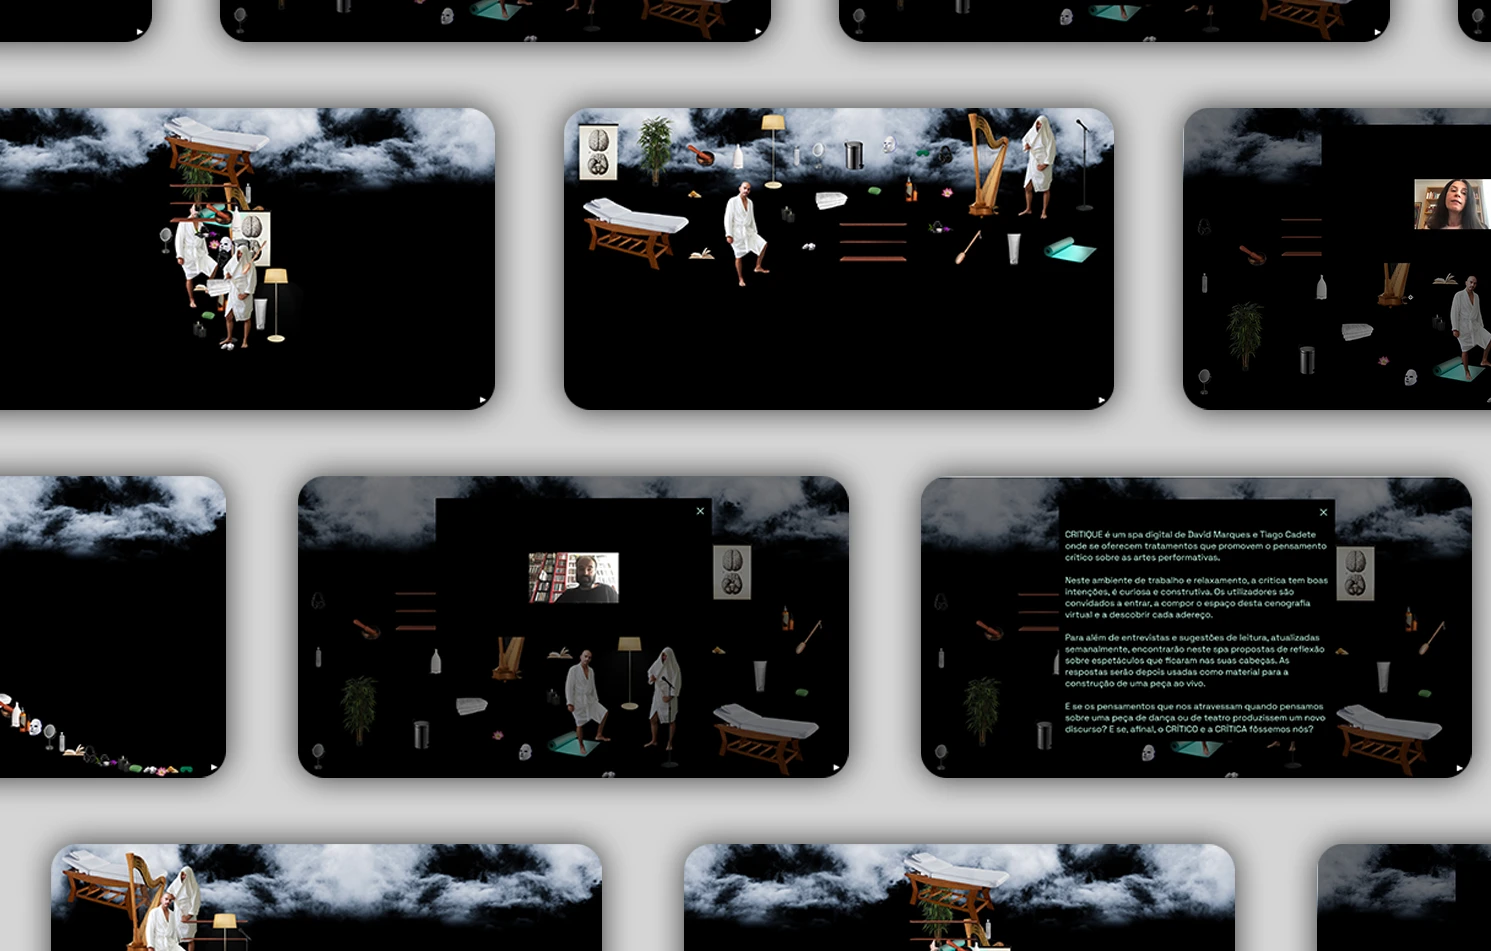 CRITIQUE é um spa digital de David Marques e Tiago Cadete
onde se oferecem tratamentos que promovem o pensamento
crítico sobre as artes performativas.
Neste ambiente de trabalho e relaxamento, a crítica tem boas
intenções, é curiosa e construtiva. Os utilizadores são
convidados a entrar, a compor o espaço desta cenografia
virtual e a descobrir cada adereço.
Para além de entrevistas e sugestões de leitura, atualizadas
semanalmente, encontrarão neste spa propostas de reflexão
sobre espetáculos que ficaram nas suas cabeças. As
respostas serão depois usadas como material para a
construção de uma peça ao vivo.
E se os pensamentos que nos atravessam quando pensamos
sobre uma peça de dança ou de teatro produzissem um novo
discurso? E se, afinal, o CRÍTICO e a CRÍTICA fôssemos nós?